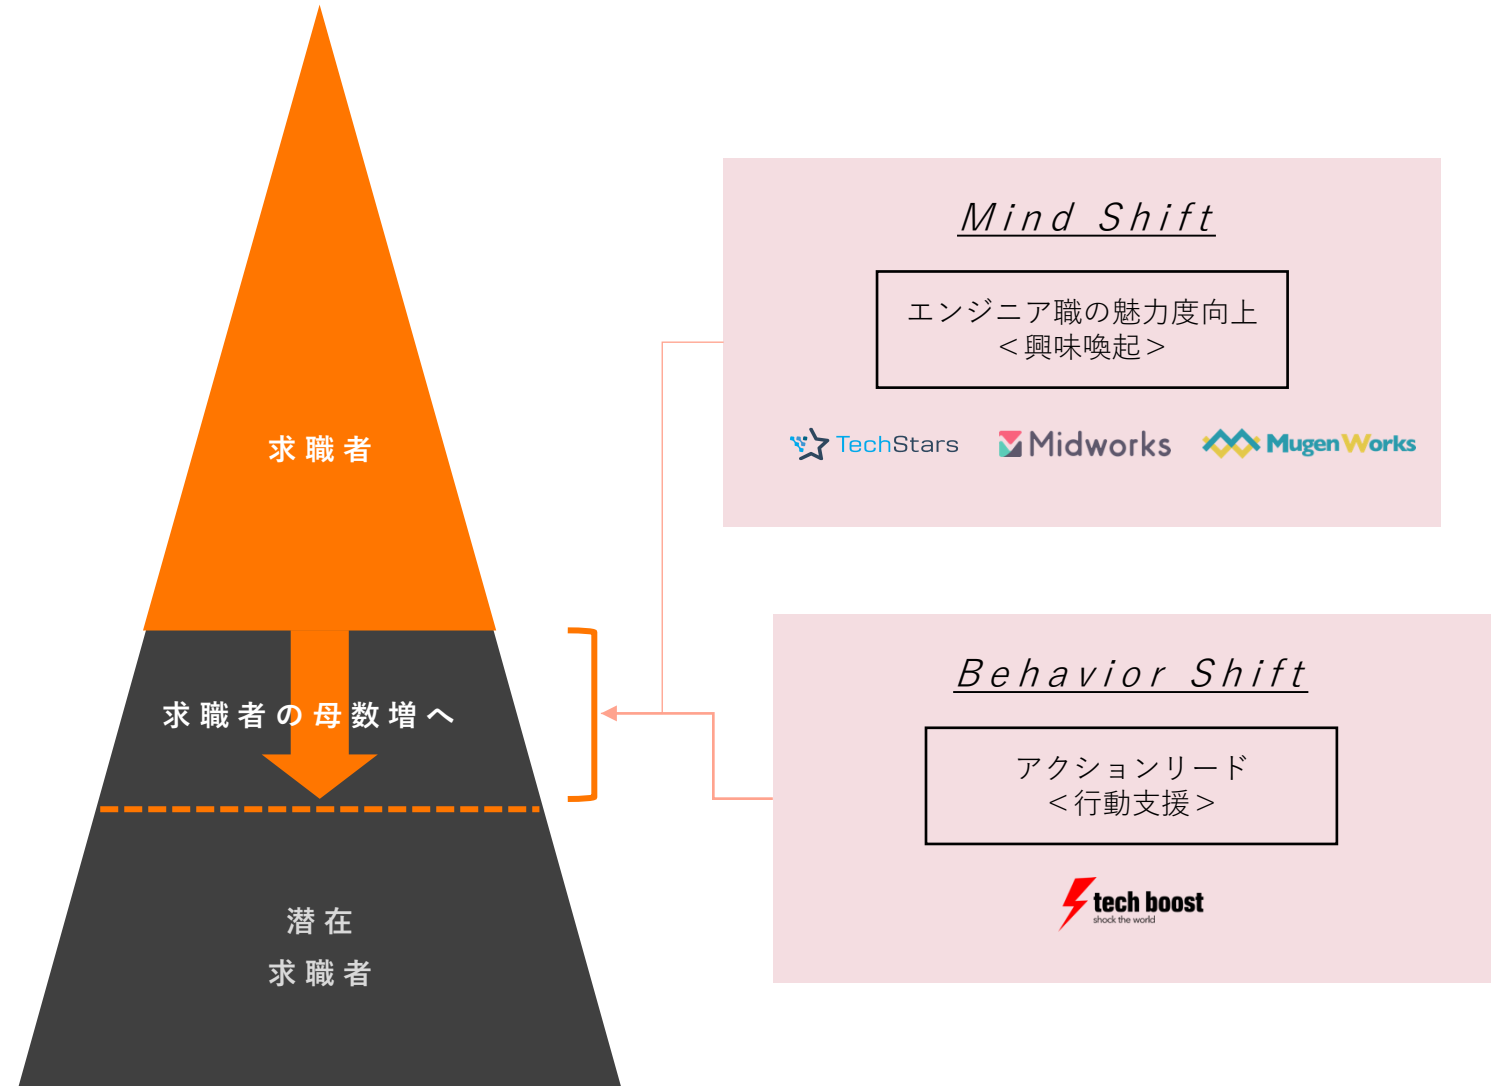 求職者
求職者の母数増へ
潜在
求職者
Mind Shift
エンジニア職の魅力度向上
＜興味喚起＞
TechStars
Midworks
MugenWorks
Behavior Shift
アクションリード
＜行動支援＞
tech boost
shock the world